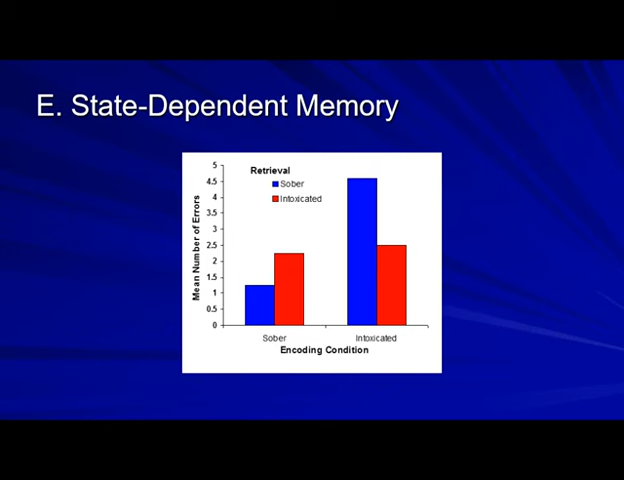 E. State-Dependent Memory
Retrieval
Sober
Intoxicated
Mean Number of Errors
5
4.5
4
3.5
3
2.5
2
1.5
1
0.5
0
Sober Intoxicated
Encoding Condition